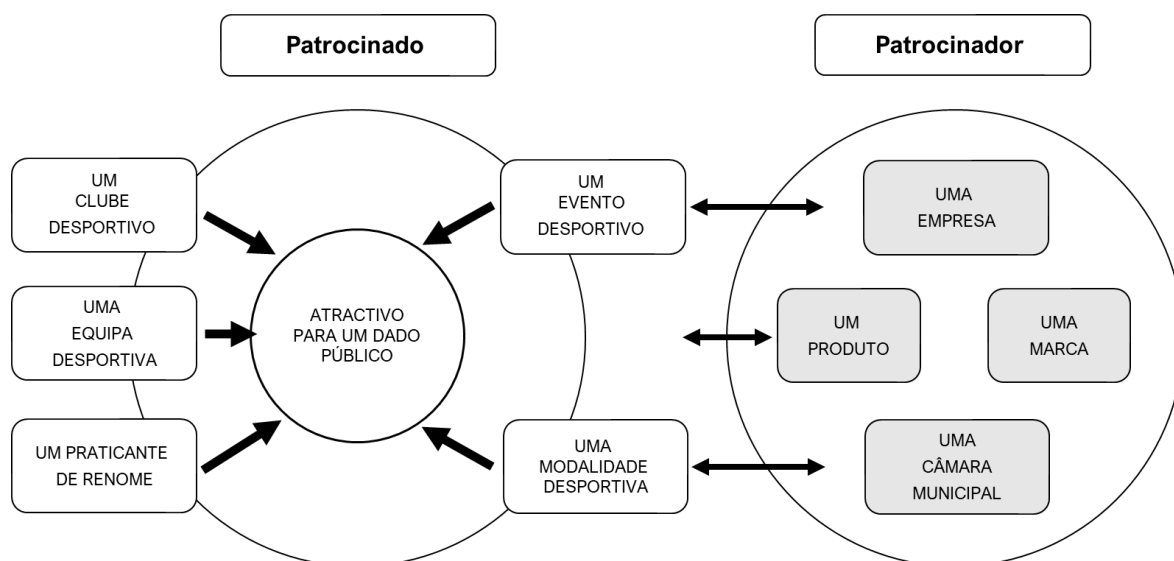 Patrocinado
Patrocinador
UM
CLUBE
DESPORTIVO
UM
EVENTO
DESPORTIVO
UMA
EMPRESA
UMA
EQUIPA
DESPORTIVA
ATRACTIVO
PARA UM DADO
PÚBLICO
UM
PRODUTO
UMA
MARCA
UM PRATICANTE
DE RENOME
UMA
MODALIDADE
DESPORTIVA
UMA
CÂMARA
MUNICIPAL